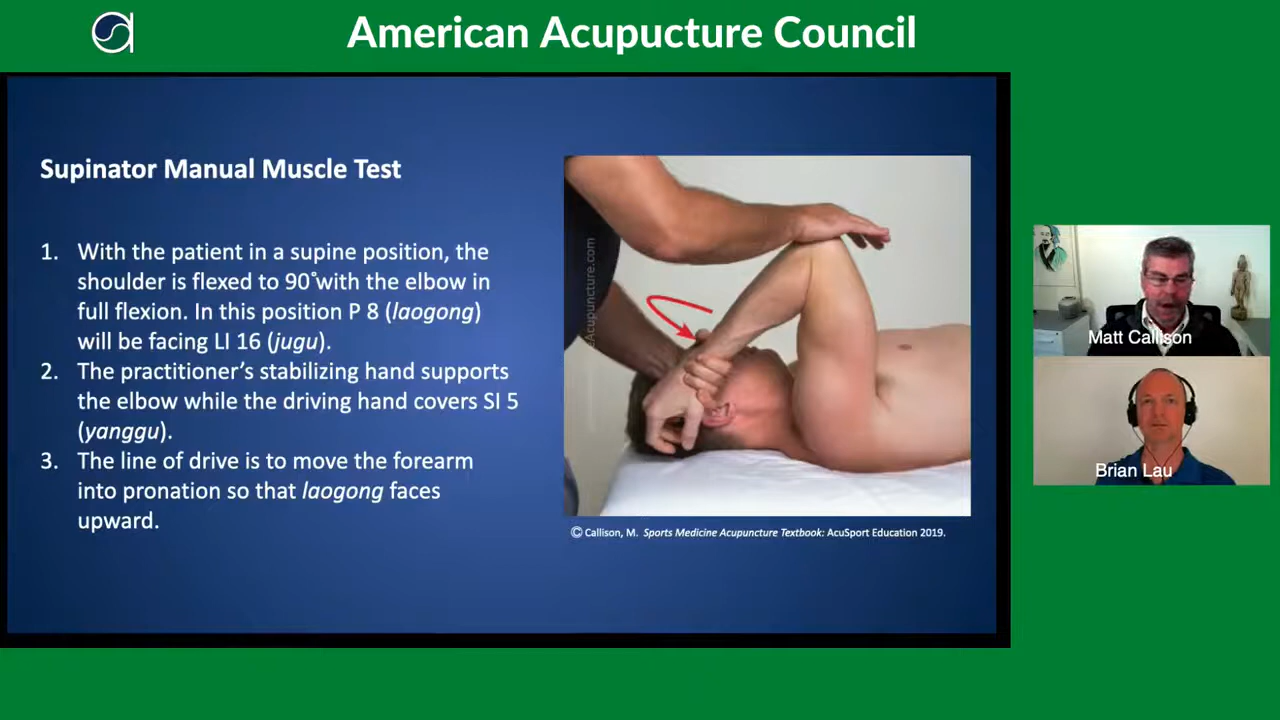 American Acupucture Council
Supinator Manual Muscle Test
1. With the patient in a supine position, the
shoulder is flexed to 90˚with the elbow in
full flexion. In this position P 8 (laogong)
will be facing LI 16 (jugu).
2. The practitioner's stabilizing hand supports
the elbow while the driving hand covers SI 5
(yanggu).
3. The line of drive is to move the forearm
into pronation so that laogong faces
upward.
eAcupuncture.com
© Callison, M. Sports Medicine Acupuncture Textbook: AcuSport Education 2019.
Matt Callison
Brian Lau